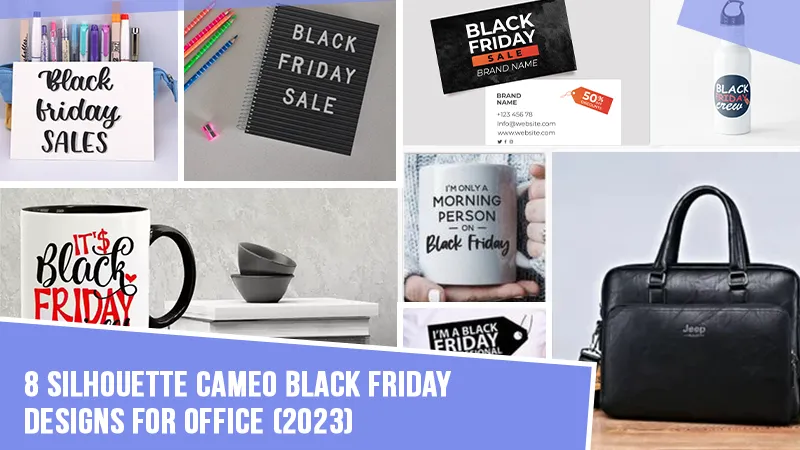 Black
friday
SALES
BLACK
FRIDAY
SALE
BLACK
FRIDAY
SALE
BRAND NAME
BRAND
NAME
+123 456 78
info@website.com
www.website.com
50%
DISCOUNTS
BLACK
FRIDAY
crew
IT'$
Black
FRIDAY
I'M ONLY A
MORNING
PERSON
— ON —
Black Friday
I'M A BLACK
FRIDAY
Jeep
8 SILHOUETTE CAMEO BLACK FRIDAY
DESIGNS FOR OFFICE (2023)